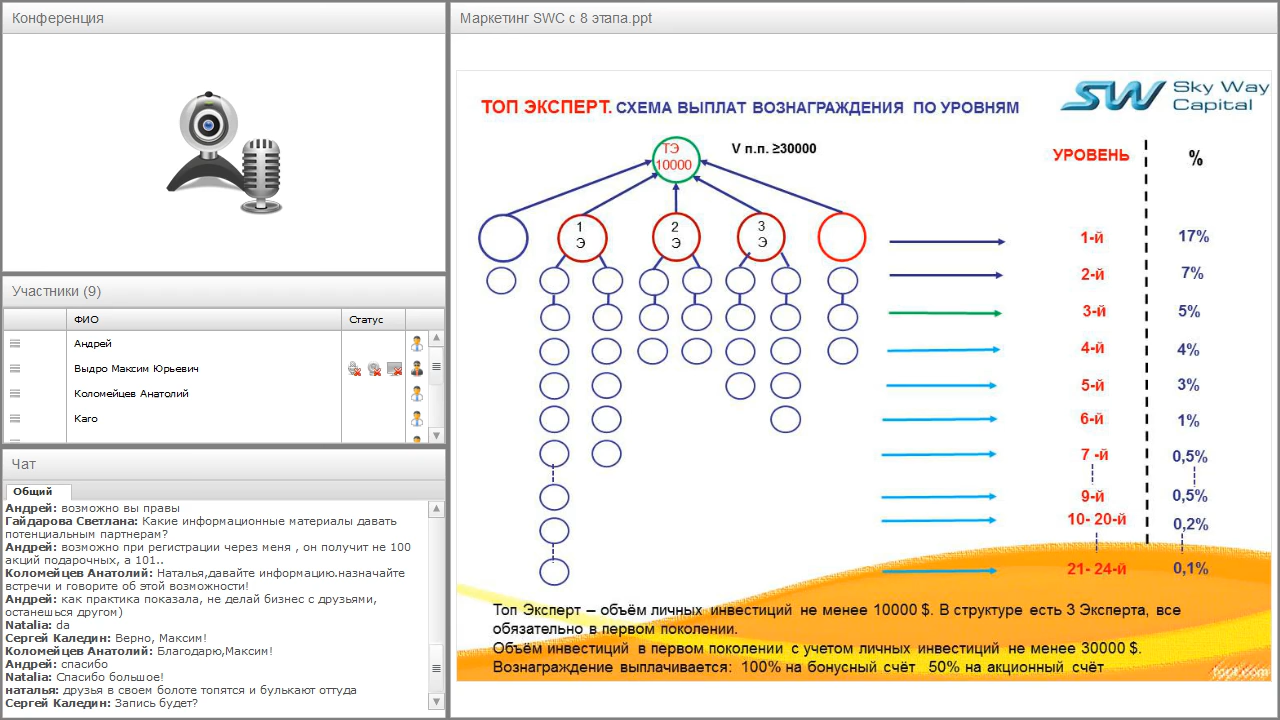 Конференция
Участники (9)
ФИО
Статус
Андрей
Выдро Максим Юрьевич
Коломейцев Анатолий
Karo
Чат
Общий
Андрей: возможно вы правы
Гайдарова Светлана: Какие информационные материалы давать
потенциальным партнерам?
Андрей: возможно при регистрации через меня , он получит не 100
акций подарочных, а 101..
Коломейцев Анатолий: Наталья,давайте информацию.назначайте
встречи и говорите об этой возможности!
Андрей: как практика показала, не делай бизнес с друзьями,
останешься другом)
Natalia: da
Сергей Каледин: Верно, Максим!
Коломейцев Анатолий: Благодарю,Максим!
Андрей: спасибо
Natalia: Спасибо большое!
наталья: друзья в своем болоте топятся и булькают оттуда
Сергей Каледин: Запись будет?
Маркетинг SWC с 8 этапа.ppt
ТОП ЭКСПЕРТ. СХЕМА ВЫПЛАТ ВОЗНАГРАЖДЕНИЯ ПО УРОВНЯМ
SW Sky Way
Capital
ТЭ
10000
V п.п. ≥30000
УРОВЕНЬ %
1
Э
2
Э
3
Э
1-й 17%
2-й 7%
3-й 5%
4-й 4%
5-й 3%
6-й 1%
7 -й 0,5%
9-й 0,5%
10- 20-й 0,2%
21- 24-й 0,1%
Топ Эксперт – объём личных инвестиций не менее 10000 $. В структуре есть 3 Эксперта, все
обязательно в первом поколении.
Объём инвестиций в первом поколении с учетом личных инвестиций не менее 30000 $.
Вознаграждение выплачивается: 100% на бонусный счёт 50% на акционный счёт